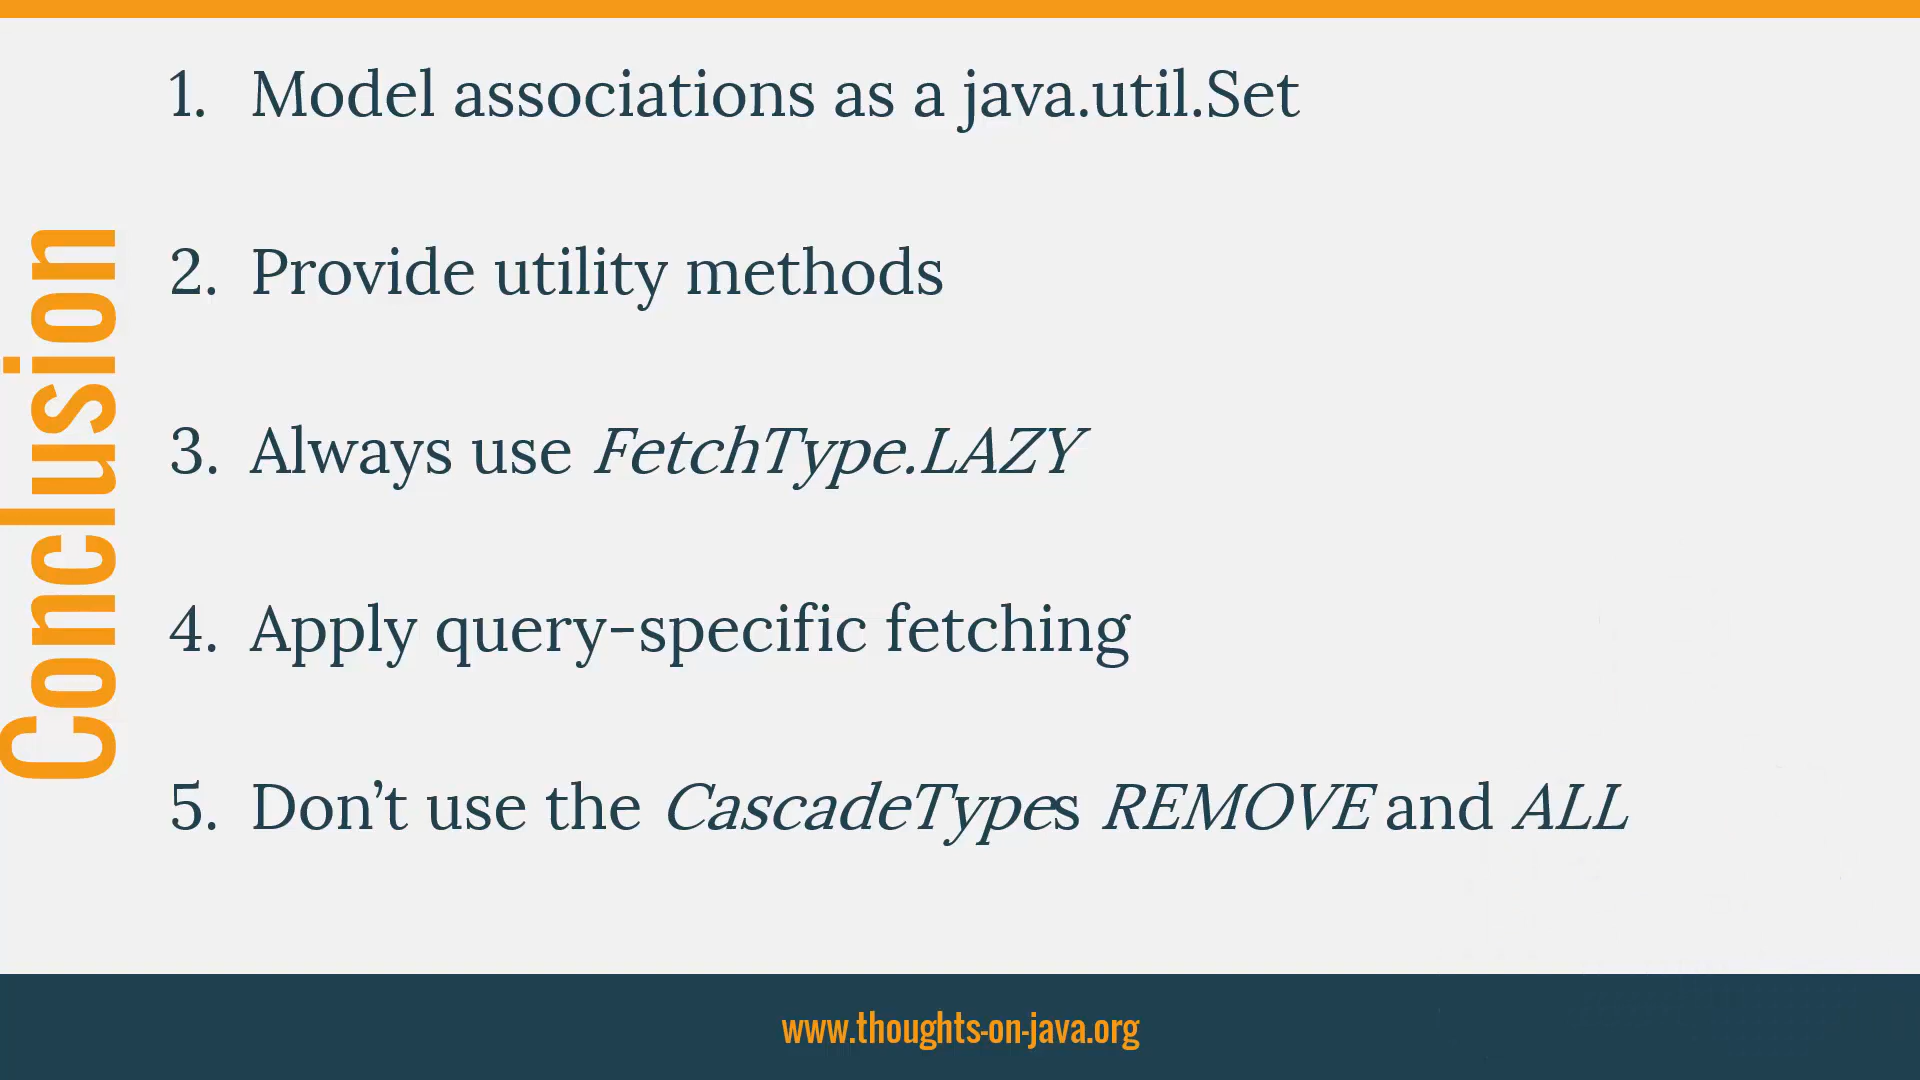 Conclusion
1. Model associations as a java.util.Set
2. Provide utility methods
3. Always use FetchType.LAZY
4. Apply query-specific fetching
5. Don’t use the CascadeTypes REMOVE and ALL
www.thoughts-on-java.org